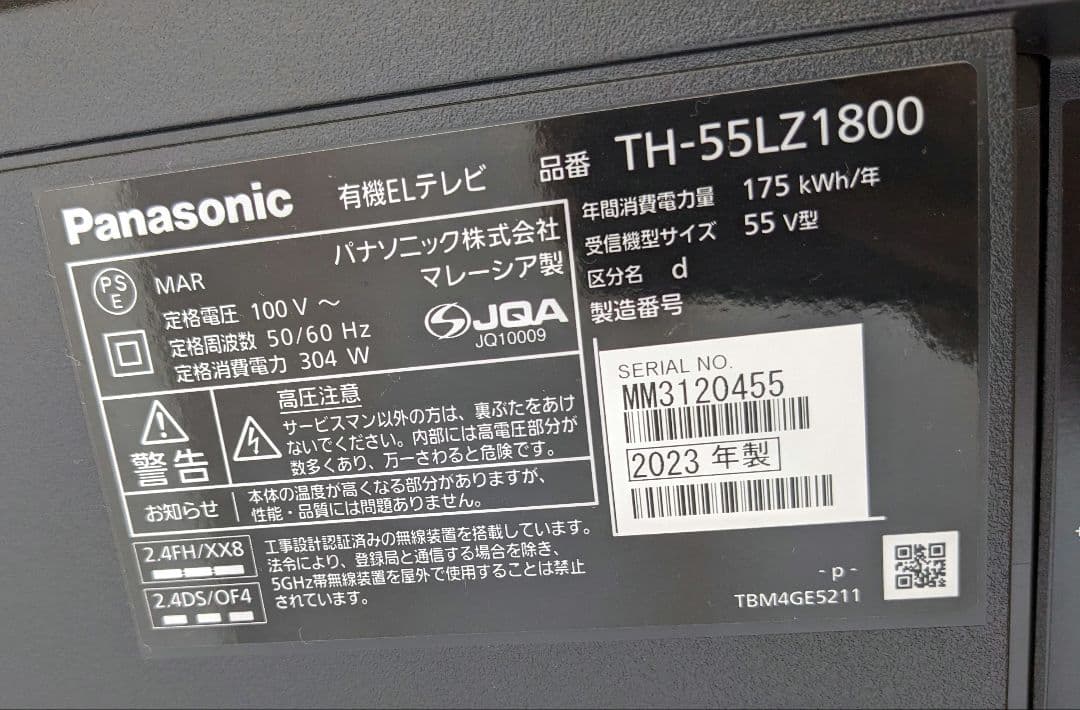 Panasonic 有機ELテレビ 品番 TH-55LZ1800
PS
E
MAR
パナソニック株式会社
マレーシア製
定格電圧 100 V ～
定格周波数 50/60 Hz
定格消費電力 304 W
JQA
JQ10009
警告
高圧注意
サービスマン以外の方は、裏ぶたをあけ
ないでください。内部には高電圧部分が
数多くあり、万一さわると危険です。
お知らせ
本体の温度が高くなる部分がありますが、
性能・品質には問題ありません。
2.4FH/XX8
2.4DS/OF4
工事設計認証済みの無線装置を搭載しています。
法令により、登録局と通信する場合を除き、
5GHz帯無線装置を屋外で使用することは禁止
されています。
年間消費電力量 175 kWh/年
受信機型サイズ 55 V型
区分名 d
製造番号
SERIAL NO.
MM3120455
2023 年製
- p -
TBM4GE5211